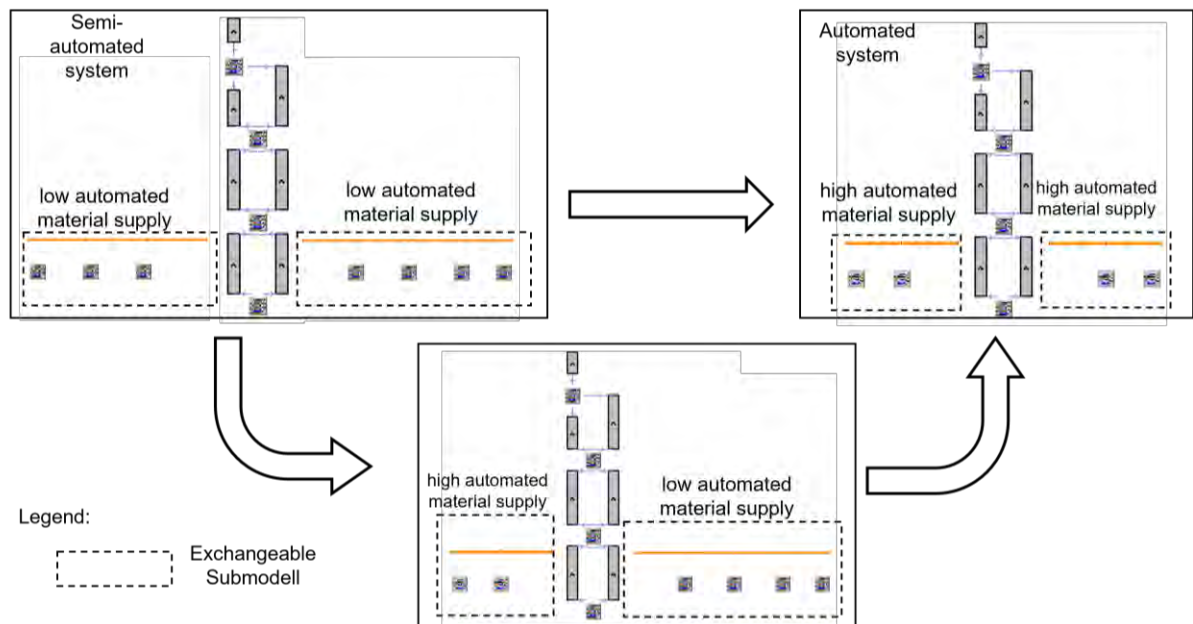 Semi-
automated
system
low automated
material supply
low automated
material supply
Automated
system
high automated
material supply
high automated
material supply
high automated
material supply
low automated
material supply
Legend:
Exchangeable
Submodell